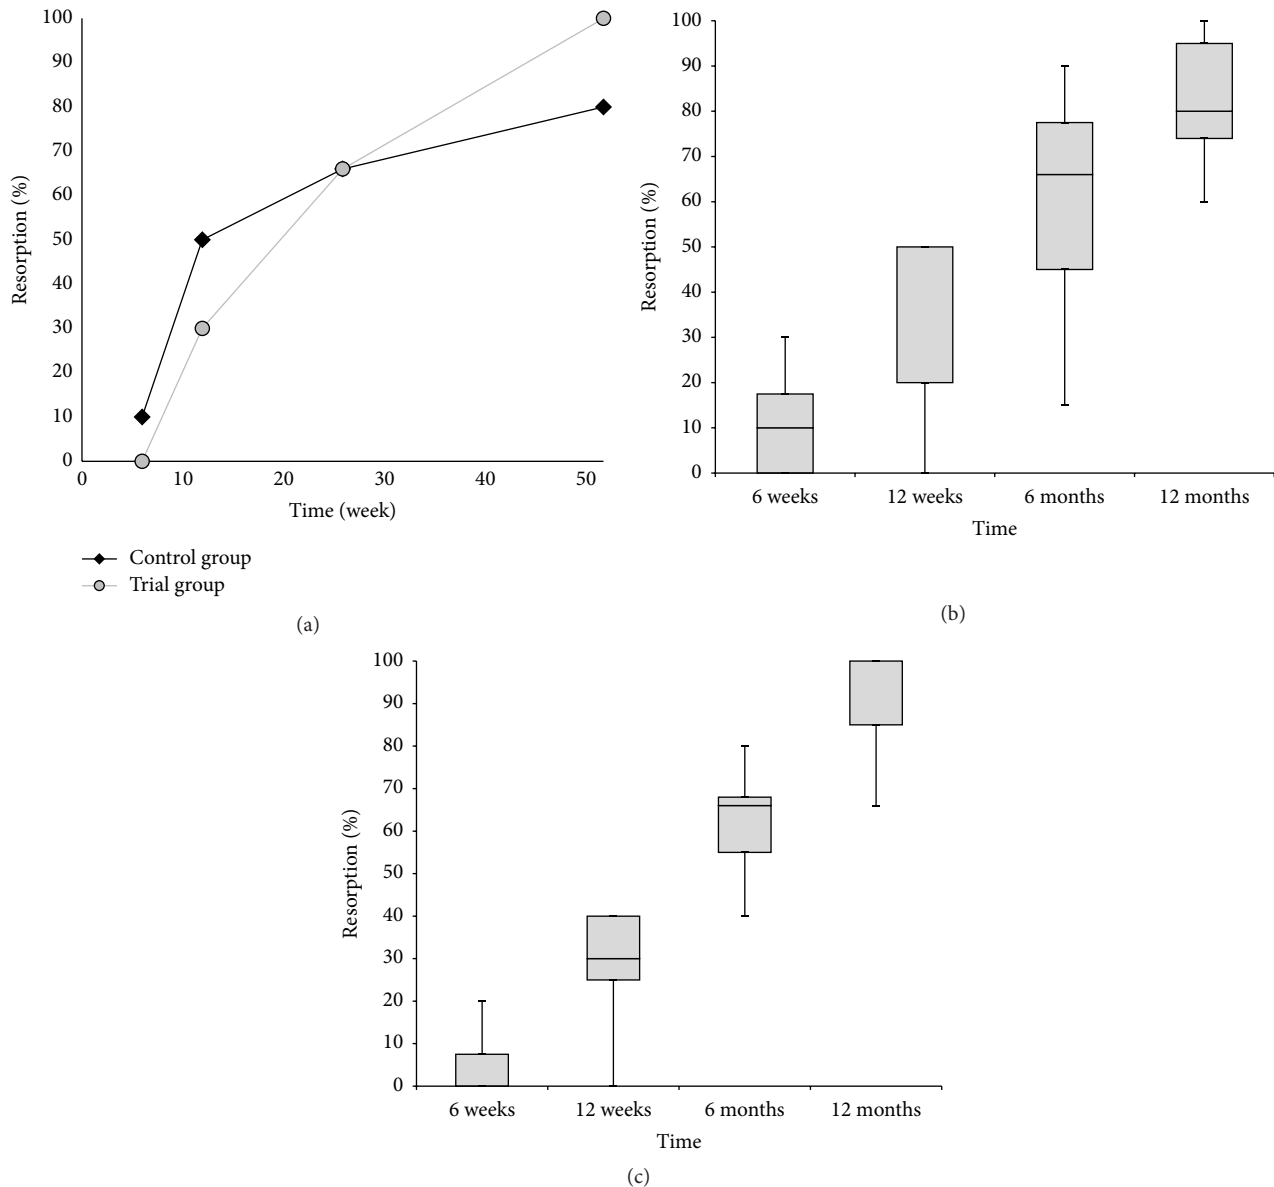 100
90
80
70
60
50
40
30
20
10
0
Resorption (%)
0 10 20 30 40 50
Time (week)
Control group
Trial group
(a)
100
90
80
70
60
50
40
30
20
10
0
Resorption (%)
6 weeks 12 weeks 6 months 12 months
Time
(b)
100
90
80
70
60
50
40
30
20
10
0
Resorption (%)
6 weeks 12 weeks 6 months 12 months
Time
(c)